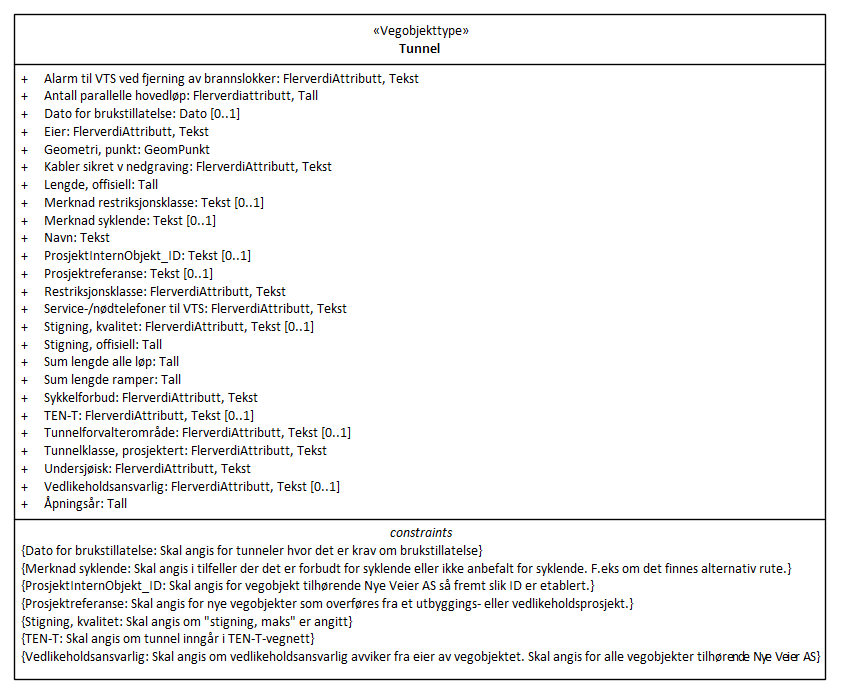 «Vegobjekttype»
Tunnel
+ Alarm til VTS ved fjerning av brannslokker: FlerverdiAttributt, Tekst
+ Antall parallelle hovedløp: Flerverdiattributt, Tall
+ Dato for brukstillatelse: Dato [0..1]
+ Eier: FlerverdiAttributt, Tekst
+ Geometri, punkt: GeomPunkt
+ Kabler sikret v nedgraving: FlerverdiAttributt, Tekst
+ Lengde, offisiell: Tall
+ Merknad restriksjonsklasse: Tekst [0..1]
+ Merknad syklende: Tekst [0..1]
+ Navn: Tekst
+ ProsjektInternObjekt_ID: Tekst [0..1]
+ Prosjektreferanse: Tekst [0..1]
+ Restriksjonsklasse: FlerverdiAttributt, Tekst
+ Service-/nødtelefoner til VTS: FlerverdiAttributt, Tekst
+ Stigning, kvalitet: FlerverdiAttributt, Tekst [0..1]
+ Stigning, offisiell: Tall
+ Sum lengde alle løp: Tall
+ Sum lengde ramper: Tall
+ Sykkelforbud: FlerverdiAttributt, Tekst
+ TEN-T: FlerverdiAttributt, Tekst [0..1]
+ Tunnelforvalterområde: FlerverdiAttributt, Tekst [0..1]
+ Tunnelklasse, prosjektert: FlerverdiAttributt, Tekst
+ Undersjøisk: FlerverdiAttributt, Tekst
+ Vedlikeholdsansvarlig: FlerverdiAttributt, Tekst [0..1]
+ Åpningsår: Tall
constraints
{Dato for brukstillatelse: Skal angis for tunneler hvor det er krav om brukstillatelse}
{Merknad syklende: Skal angis i tilfeller der det er forbudt for syklende eller ikke anbefalt for syklende. F.eks om det finnes alternativ rute.}
{ProsjektInternObjekt_ID: Skal angis for vegobjekt tilhørende Nye Veier AS så fremt slik ID er etablert.}
{Prosjektreferanse: Skal angis for nye vegobjekter som overføres fra et utbyggings- eller vedlikeholdsprosjekt.}
{Stigning, kvalitet: Skal angis om "stigning, maks" er angitt}
{TEN-T: Skal angis om tunnel inngår i TEN-T-vegnett}
{Vedlikeholdsansvarlig: Skal angis om vedlikeholdsansvarlig avviker fra eier av vegobjektet. Skal angis for alle vegobjekter tilhørende Nye Veier AS}